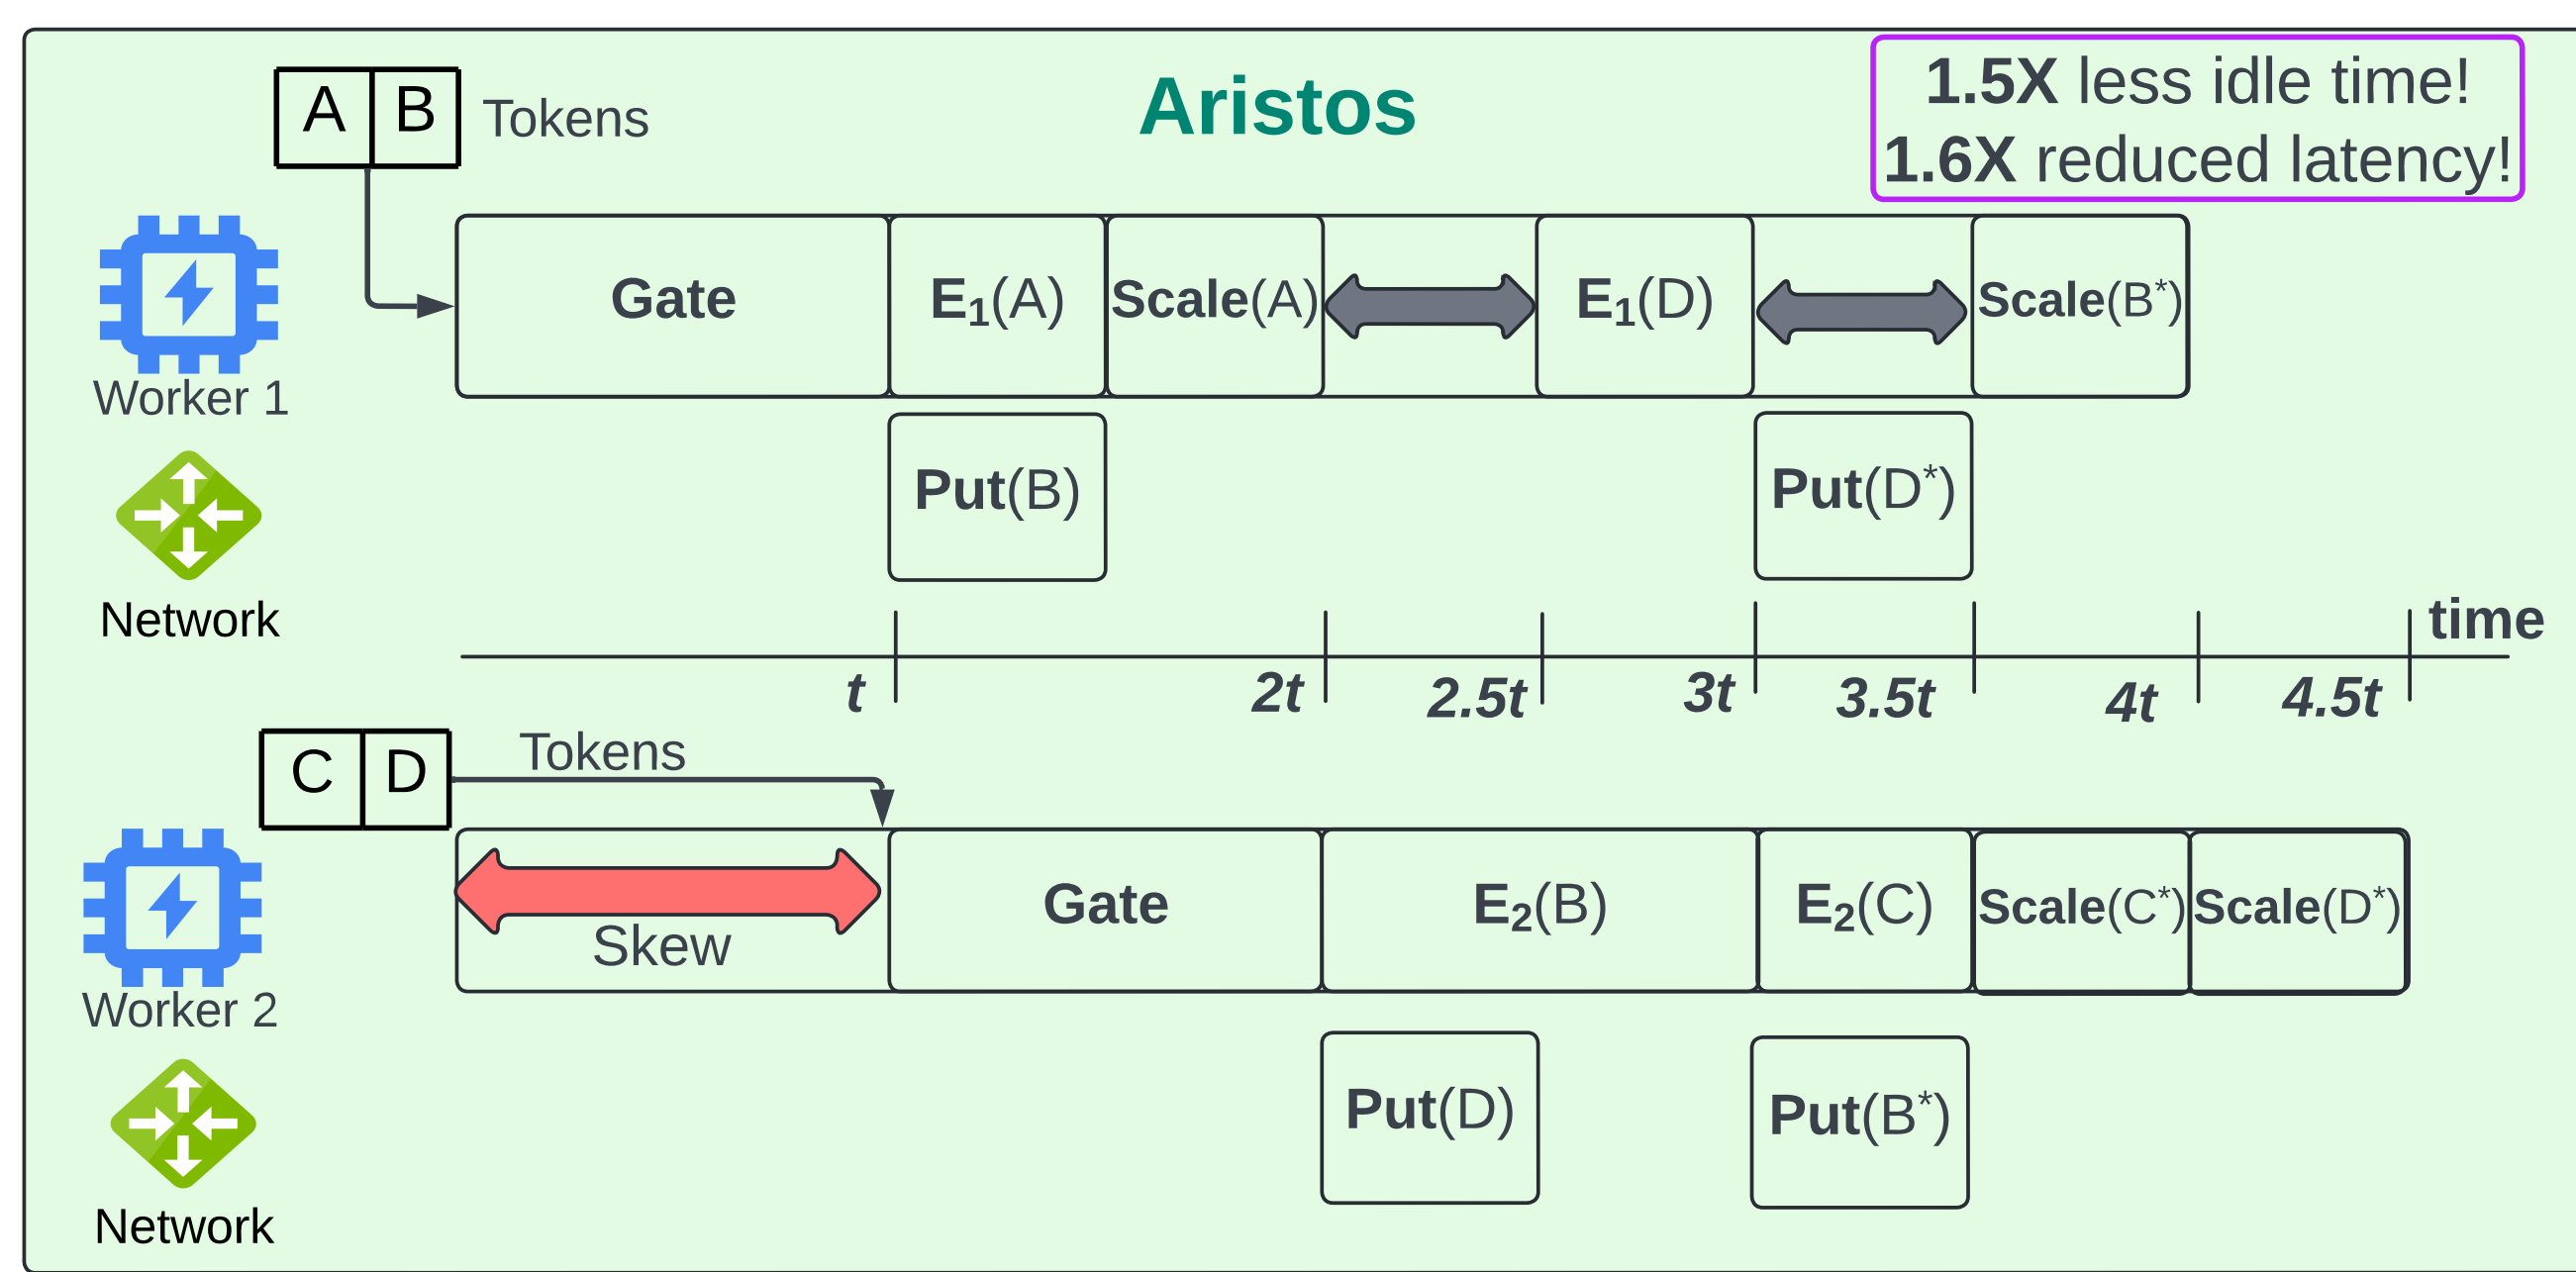 Aristos
1.5X less idle time!
1.6X reduced latency!
A B Tokens
Gate E₁(A) Scale(A) E₁(D) Scale(B*)
Worker 1
Put(B) Put(D*)
Network
time
t 2t 2.5t 3t 3.5t 4t 4.5t
C D Tokens
Skew Gate E₂(B) E₂(C) Scale(C*) Scale(D*)
Worker 2
Put(D) Put(B*)
Network